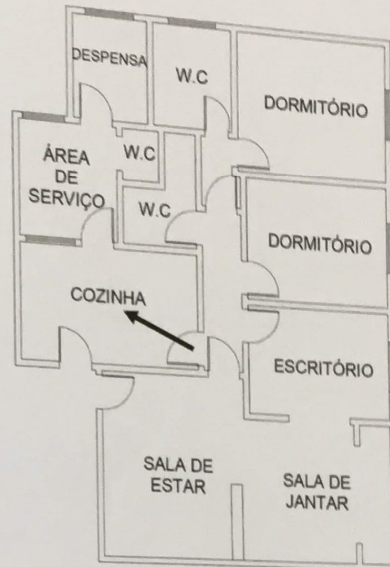 DESPENSA
W.C
DORMITÓRIO
ÁREA
DE
SERVIÇO
W.C
W.C
DORMITÓRIO
COZINHA
ESCRITÓRIO
SALA DE
ESTAR
SALA DE
JANTAR